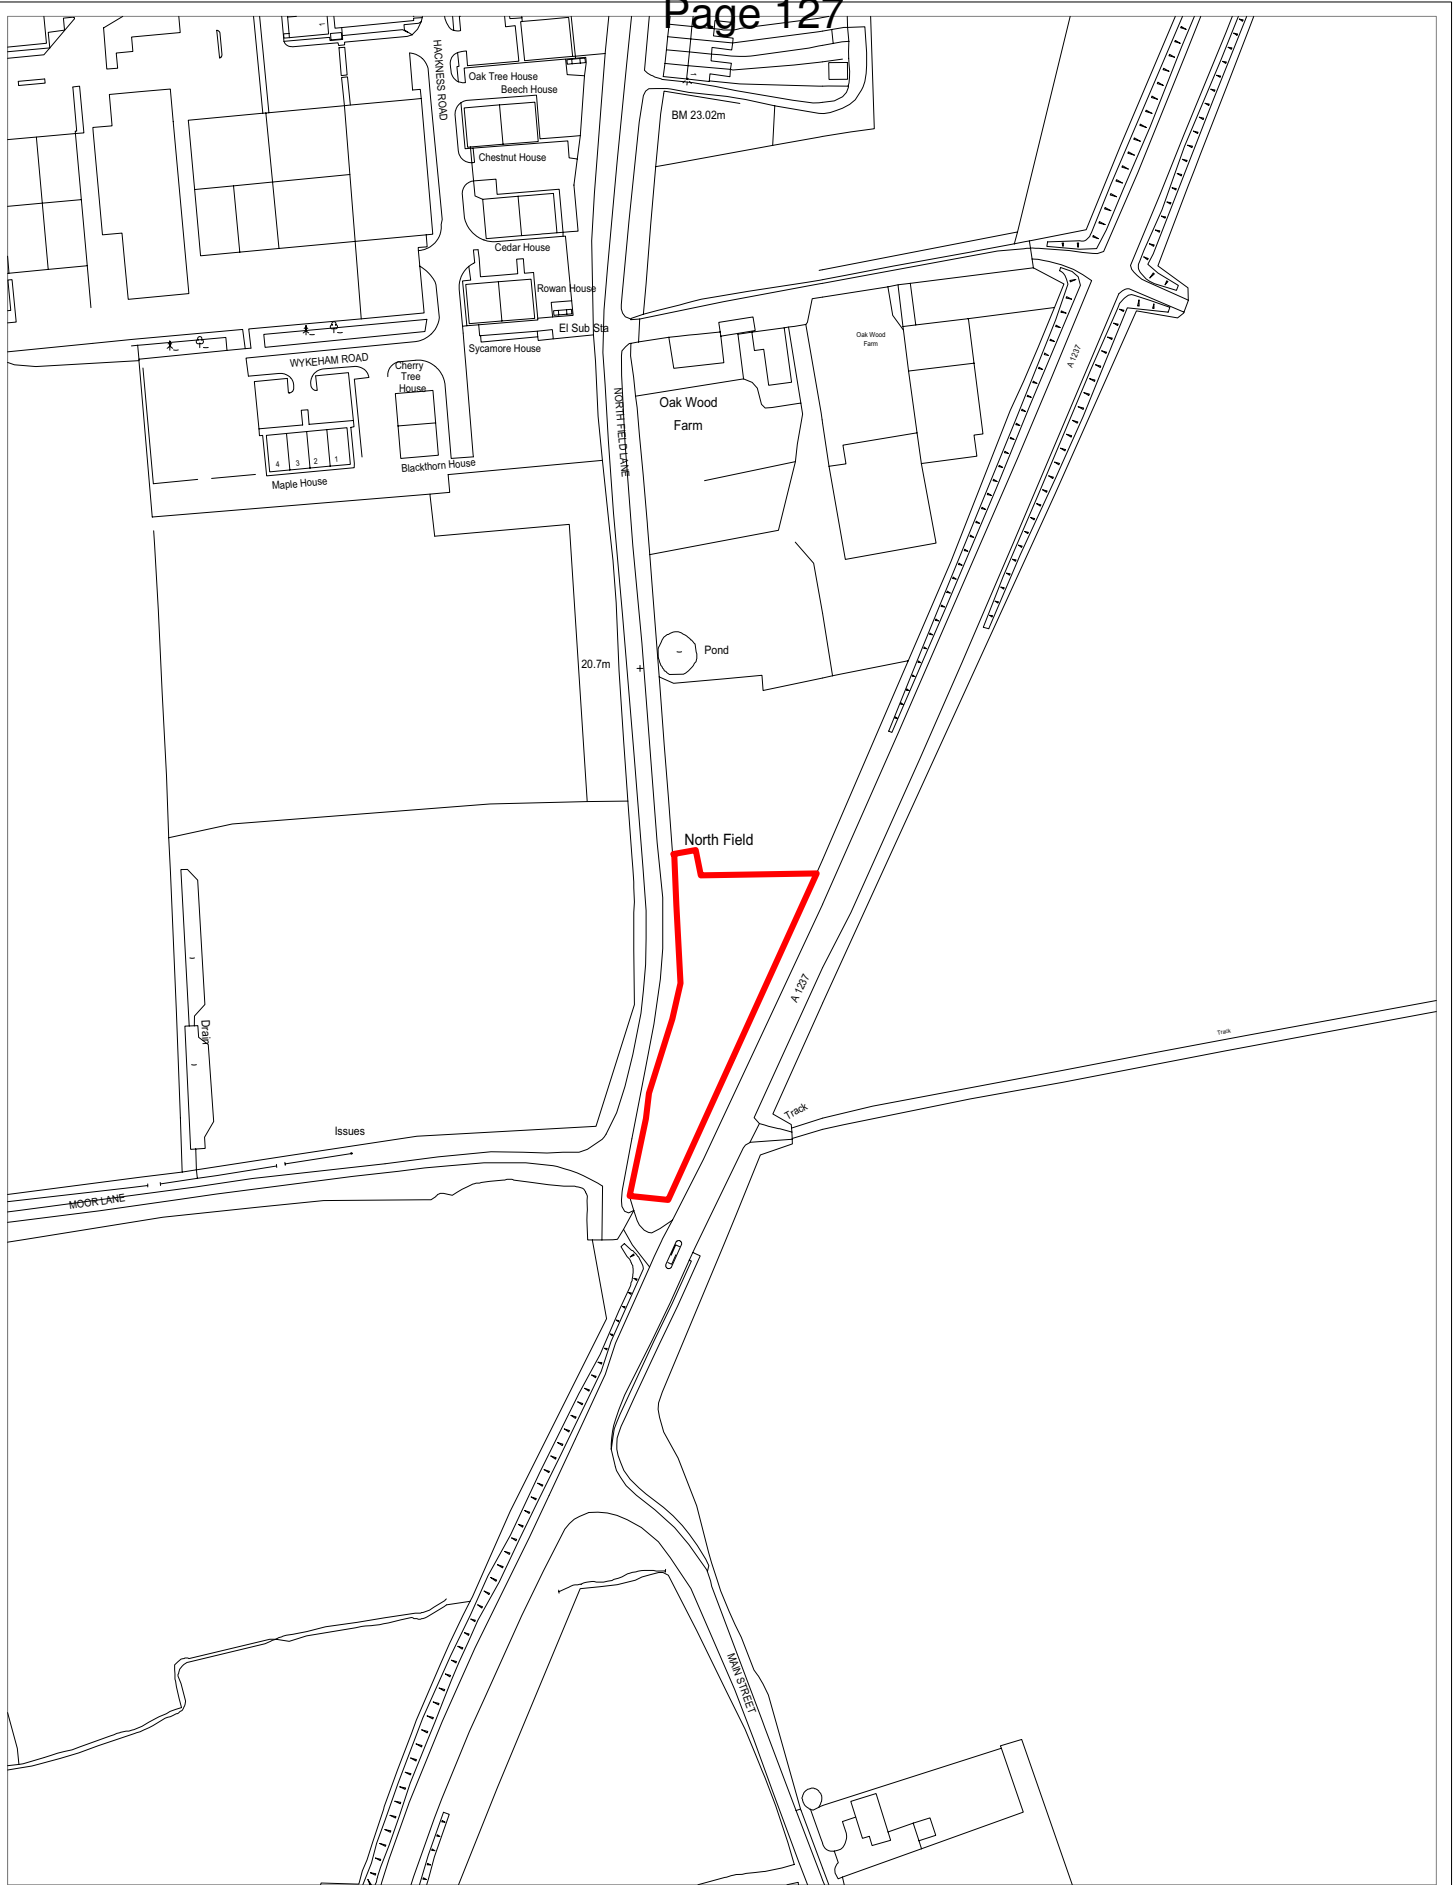 Page 127
HACKNESS ROAD
Oak Tree House
Beech House
BM 23.02m
Chestnut House
Cedar House
Rowan House
El Sub Sta
Sycamore House
WYKEHAM ROAD
Cherry
Tree
House
Oak Wood
Farm
A 1237
NORTH FIELD LANE
Oak Wood
Farm
4 3 2 1
Blackthorn House
Maple House
20.7m
Pond
North Field
A 1237
Drain
Track
Track
Issues
MOOR LANE
MAIN STREET